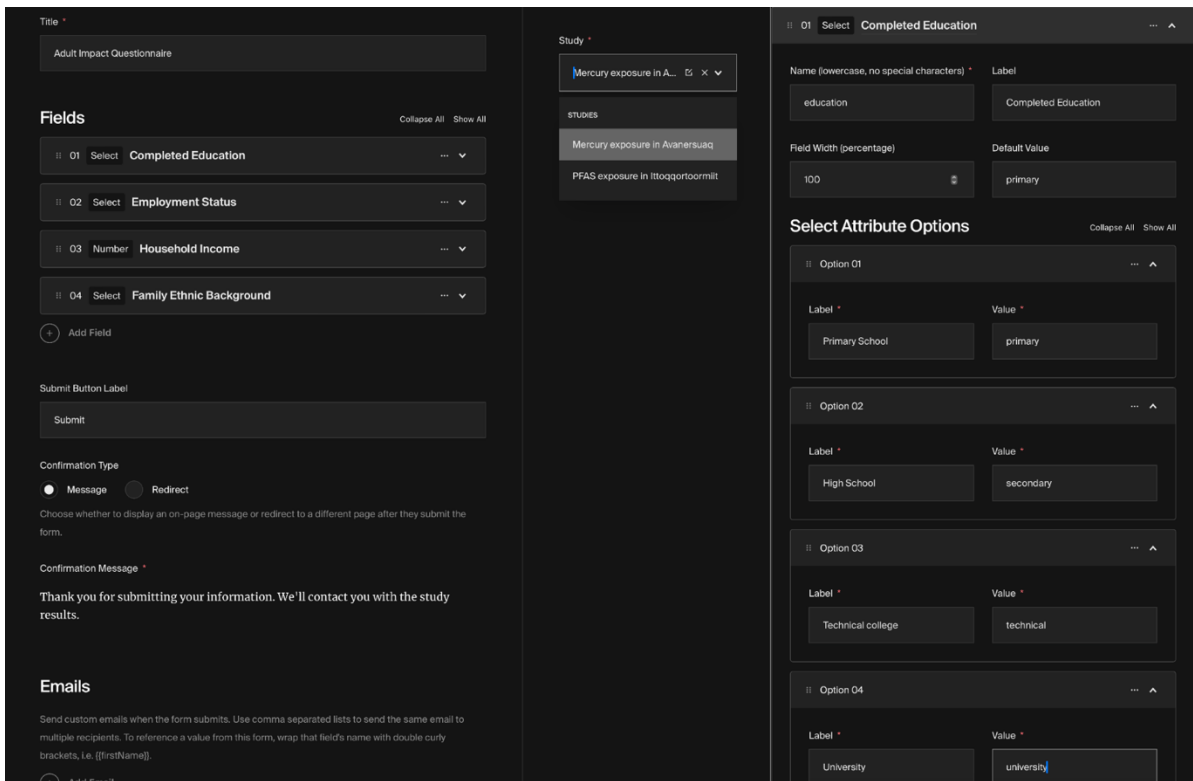 Title *
Adult Impact Questionnaire
Fields
Collapse All Show All
01 Select Completed Education
02 Select Employment Status
03 Number Household Income
04 Select Family Ethnic Background
Add Field
Submit Button Label
Submit
Confirmation Type
Message Redirect
Choose whether to display an on-page message or redirect to a different page after they submit the
form.
Confirmation Message *
Thank you for submitting your information. We'll contact you with the study
results.
Emails
Send custom emails when the form submits. Use comma separated lists to send the same email to
multiple recipients. To reference a value from this form, wrap that field's name with double curly
brackets, i.e. {{firstName}}.
Add Email
Study *
Mercury exposure in A...
STUDIES
Mercury exposure in Avanersuaq
PFAS exposure in Ittoqqortoormiit
01 Select Completed Education
Name (lowercase, no special characters) * Label
education Completed Education
Field Width (percentage) Default Value
100 primary
Select Attribute Options Collapse All Show All
Option 01
Label * Value *
Primary School primary
Option 02
Label * Value *
High School secondary
Option 03
Label * Value *
Technical college technical
Option 04
Label * Value *
University university